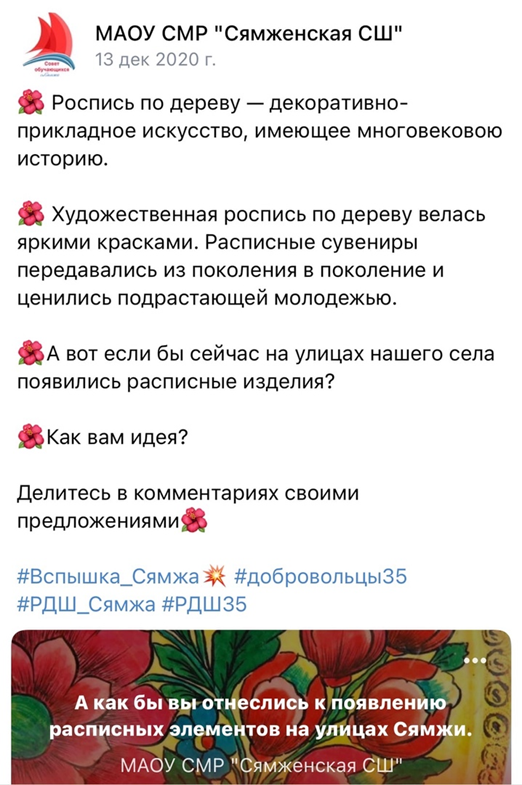 МАОУ СМР "Сямженская СШ"
13 дек 2020 г.
Совет
обучающихся
🌺 Роспись по дереву — декоративно-
прикладное искусство, имеющее многовековою
историю.
🌺 Художественная роспись по дереву велась
яркими красками. Расписные сувениры
передавались из поколения в поколение и
ценились подрастающей молодежью.
🌺А вот если бы сейчас на улицах нашего села
появились расписные изделия?
🌺Как вам идея?
Делитесь в комментариях своими
предложениями🌺
#Вспышка_Сямжа💥 #добровольцы35
#РДШ_Сямжа #РДШ35
А как бы вы отнеслись к появлению
расписных элементов на улицах Сямжи.
МАОУ СМР "Сямженская СШ"